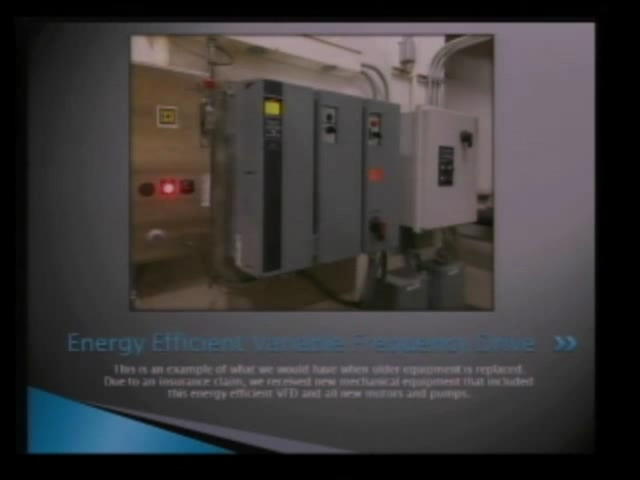 Energy Efficient Variable Frequency Drive
This is an example of what we would have when older equipment is replaced.
Due to an insurance claim, we received new mechanical equipment that included
this energy efficient VFD and all new motors and pumps.